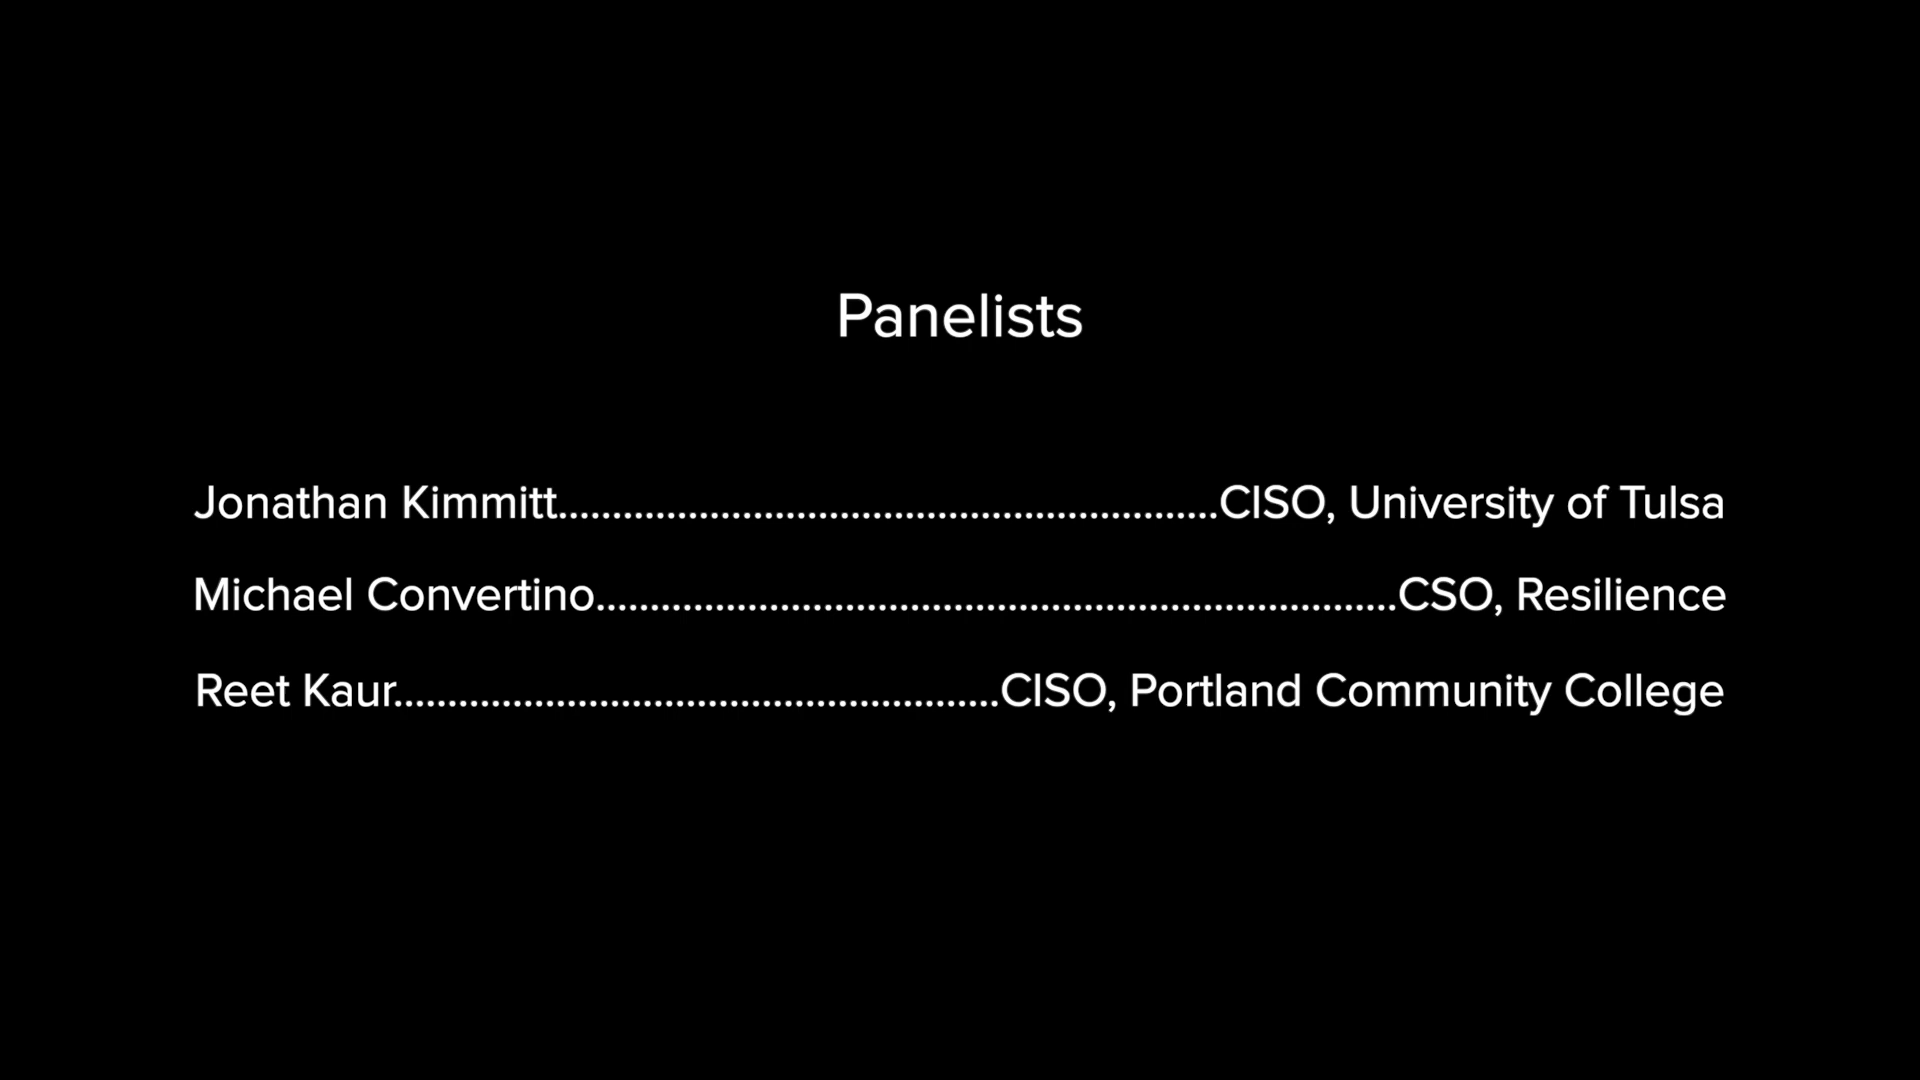 Panelists
Jonathan Kimmitt.............................................................CISO, University of Tulsa
Michael Convertino..........................................................................CSO, Resilience
Reet Kaur........................................................CISO, Portland Community College